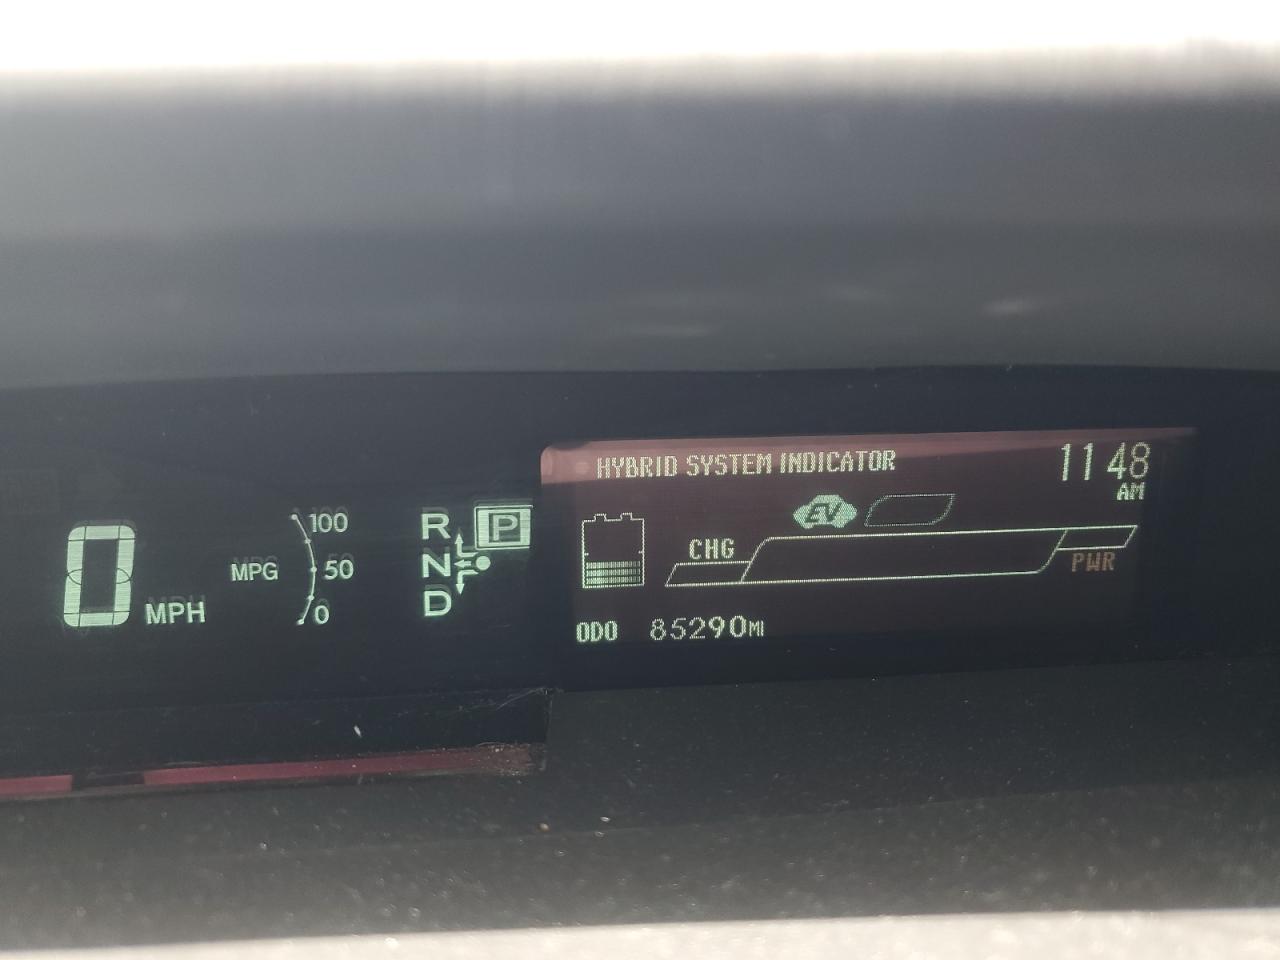 HYBRID SYSTEM INDICATOR 11 48
AM
EV
CHG
PWR
ODO 85290MI
0 MPH
MPG
100
50
0
R P
N
D